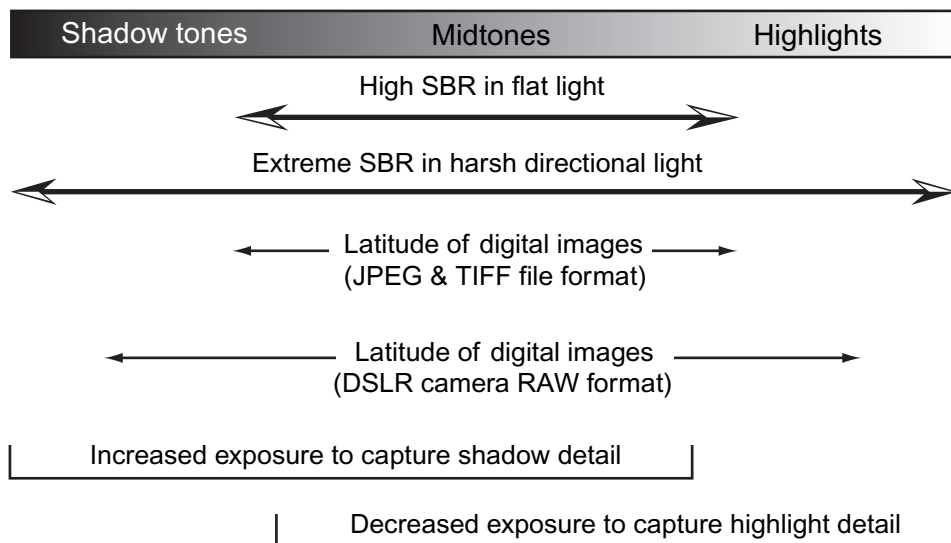 Shadow tones Midtones Highlights
High SBR in flat light
Extreme SBR in harsh directional light
Latitude of digital images
(JPEG & TIFF file format)
Latitude of digital images
(DSLR camera RAW format)
Increased exposure to capture shadow detail
Decreased exposure to capture highlight detail